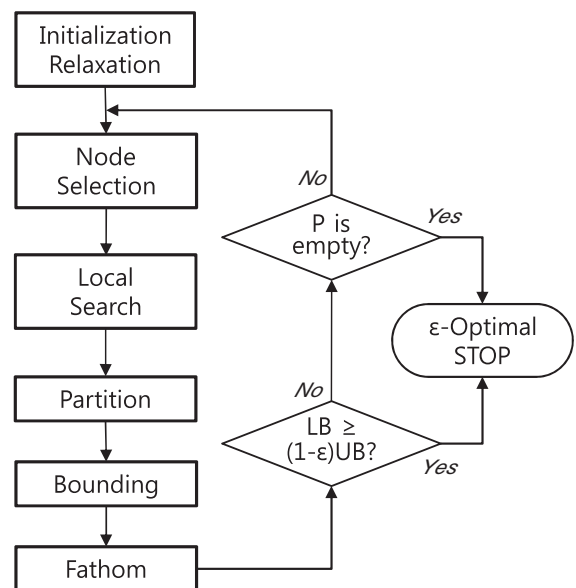 Initialization
Relaxation
Node
Selection
Local
Search
Partition
Bounding
Fathom
No
P is
empty?
Yes
ε-Optimal
STOP
No
LB ≥
(1-ε)UB?
Yes